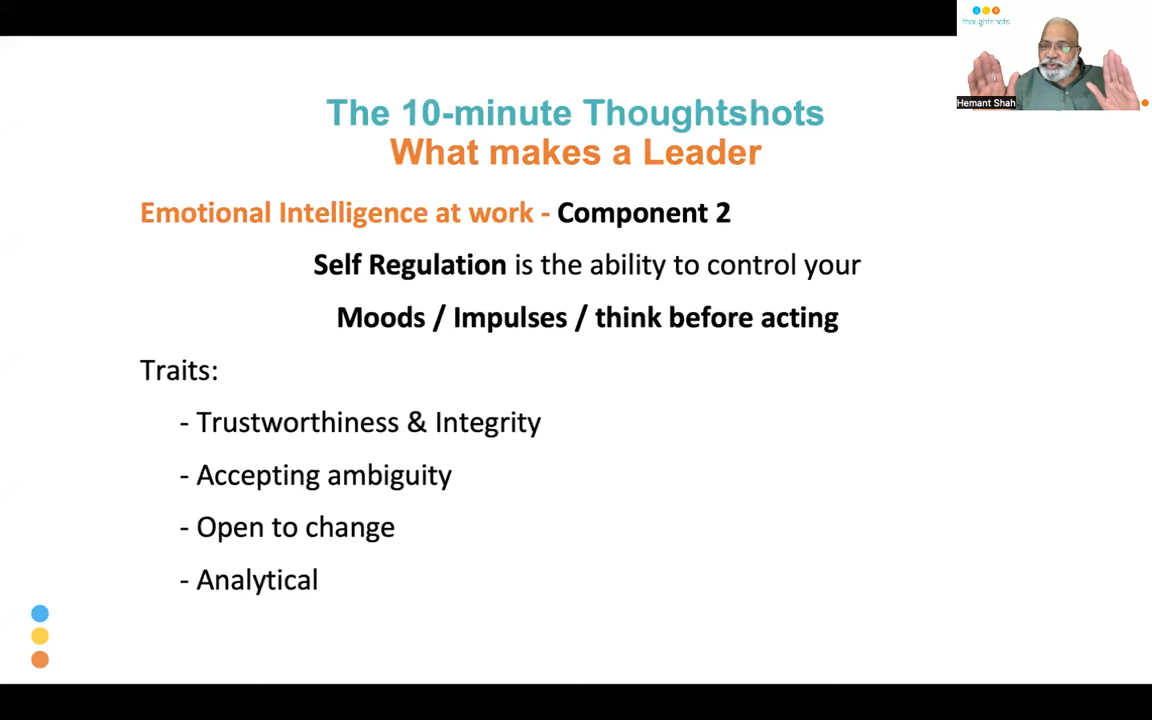 thoughtshots
Hemant Shah
The 10-minute Thoughtshots
What makes a Leader
Emotional Intelligence at work - Component 2
Self Regulation is the ability to control your
Moods / Impulses / think before acting
Traits:
- Trustworthiness & Integrity
- Accepting ambiguity
- Open to change
- Analytical